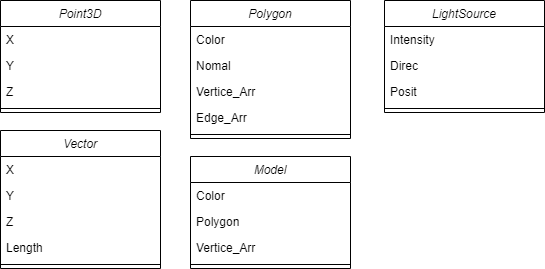 Point3D
X
Y
Z
Polygon
Color
Nomal
Vertice_Arr
Edge_Arr
LightSource
Intensity
Direc
Posit
Vector
X
Y
Z
Length
Model
Color
Polygon
Vertice_Arr